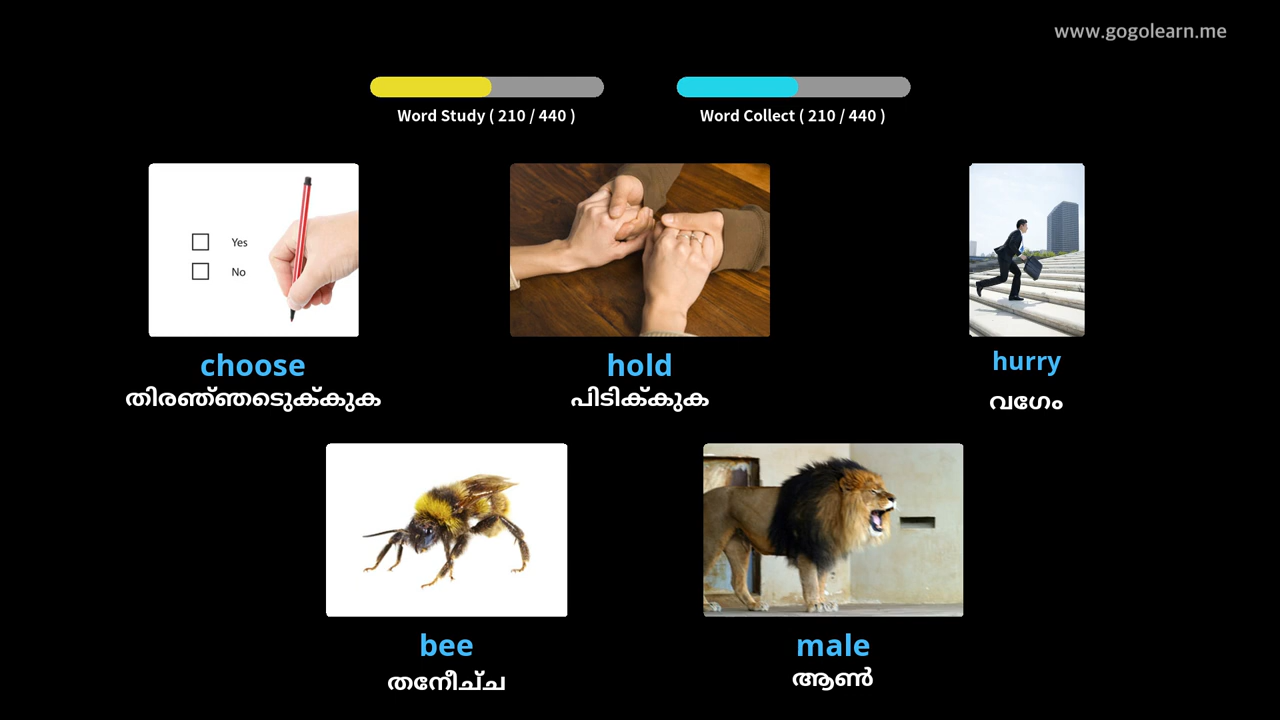 www.gogolearn.me
Word Study ( 210 / 440 )
Word Collect ( 210 / 440 )
Yes
No
choose
തിരഞ്ഞെടുക്കുക
hold
പിടിക്കുക
hurry
വേഗം
bee
തേനീച്ച
male
ആൺ